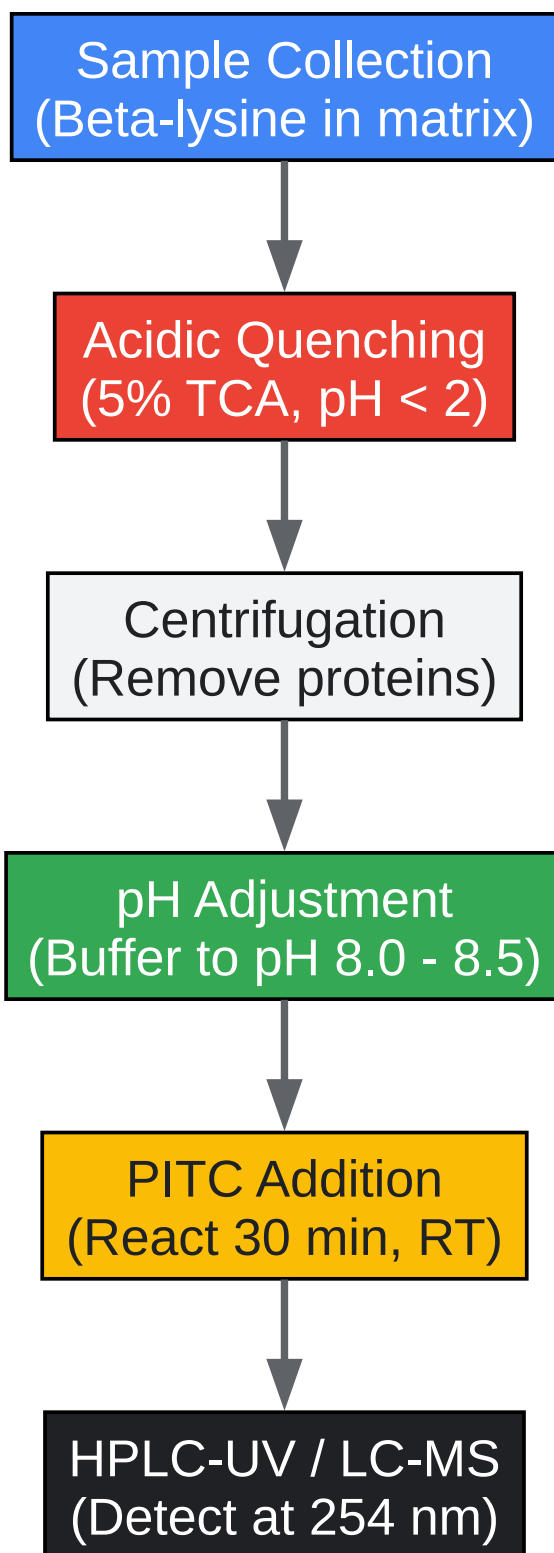 Sample Collection
(Beta-lysine in matrix)
Acidic Quenching
(5% TCA, pH < 2)
Centrifugation
(Remove proteins)
pH Adjustment
(Buffer to pH 8.0 - 8.5)
PITC Addition
(React 30 min, RT)
HPLC-UV / LC-MS
(Detect at 254 nm)